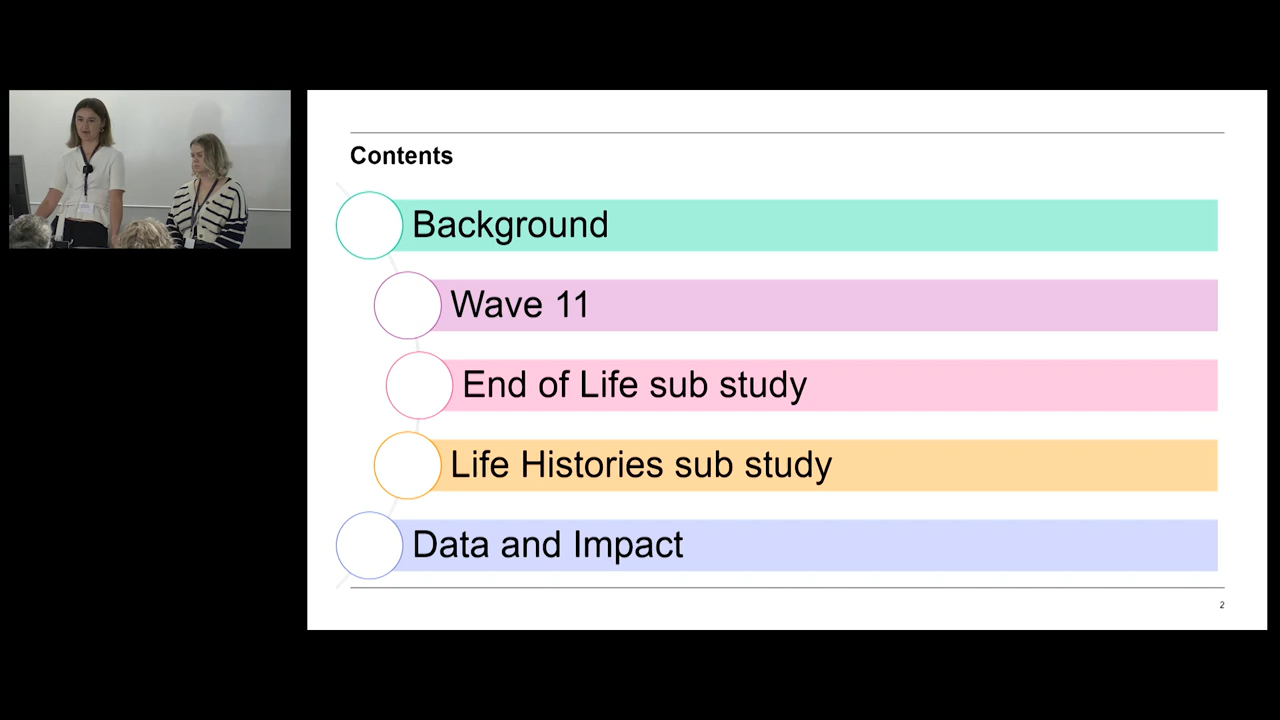 Contents
Background
Wave 11
End of Life sub study
Life Histories sub study
Data and Impact
2